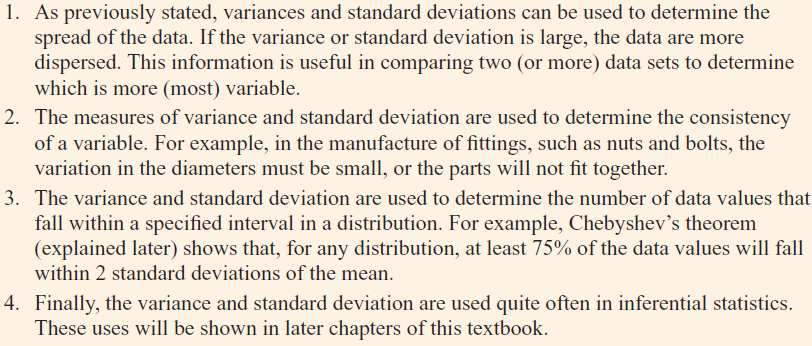 1. As previously stated, variances and standard deviations can be used to determine the
spread of the data. If the variance or standard deviation is large, the data are more
dispersed. This information is useful in comparing two (or more) data sets to determine
which is more (most) variable.
2. The measures of variance and standard deviation are used to determine the consistency
of a variable. For example, in the manufacture of fittings, such as nuts and bolts, the
variation in the diameters must be small, or the parts will not fit together.
3. The variance and standard deviation are used to determine the number of data values that
fall within a specified interval in a distribution. For example, Chebyshev’s theorem
(explained later) shows that, for any distribution, at least 75% of the data values will fall
within 2 standard deviations of the mean.
4. Finally, the variance and standard deviation are used quite often in inferential statistics.
These uses will be shown in later chapters of this textbook.